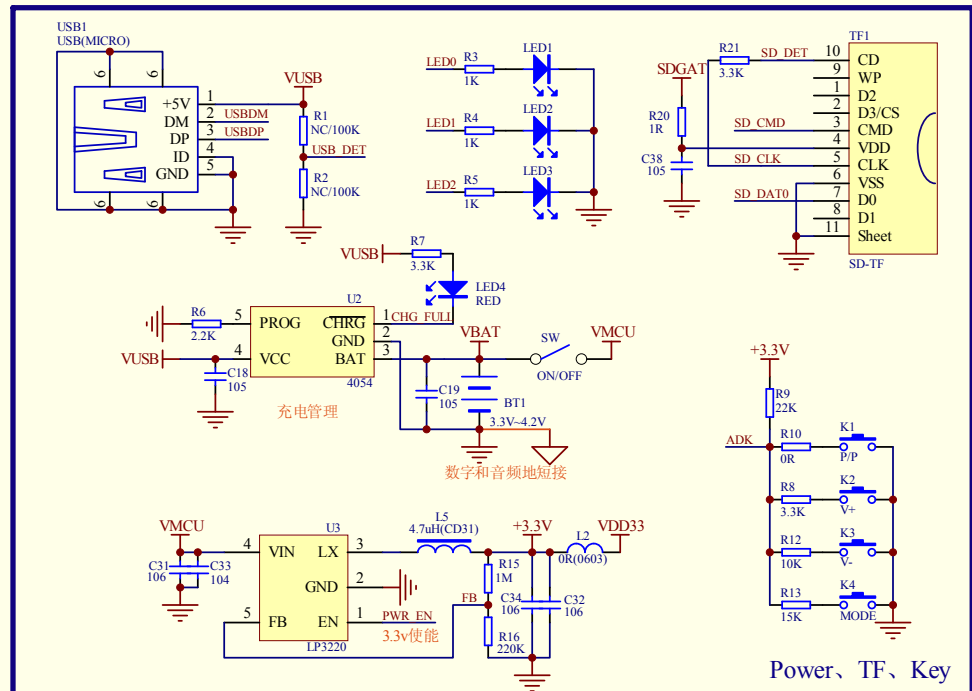 USB1
USB(MICRO)
6
6
+5V
DM
DP
ID
GND
1
2
3
4
5
USBDM
USBDP
6
6
VUSB
R1
NC/100K
USB_DET
R2
NC/100K
LED0
R3
1K
LED1
LED1
R4
1K
LED2
LED2
R5
1K
LED3
TF1
R21
3.3K
SD_DET
SDGAT
R20
1R
C38
105
SD_CMD
SD_CLK
SD_DAT0
10
9
1
2
3
4
5
6
7
8
11
CD
WP
D2
D3/CS
CMD
VDD
CLK
VSS
D0
D1
Sheet
SD-TF
VUSB
R7
3.3K
LED4
RED
U2
R6
2.2K
5
PROG
CHRG
1
CHG_FULL
GND
2
VUSB
4
VCC
BAT
3
4054
C18
105
充电管理
VBAT
SW
VMCU
ON/OFF
C19
105
BT1
3.3V~4.2V
数字和音频地短接
+3.3V
R9
22K
ADK
R10
0R
K1
P/P
R8
3.3K
K2
V+
R12
10K
K3
V-
R13
15K
K4
MODE
VMCU
C31
106
C33
104
U3
4
VIN
LX
3
GND
2
5
FB
EN
1
PWR_EN
LP3220
3.3v使能
L5
4.7uH(CD31)
+3.3V
L2
0R(0603)
VDD33
R15
1M
FB
C34
106
C32
106
R16
220K
Power、TF、Key